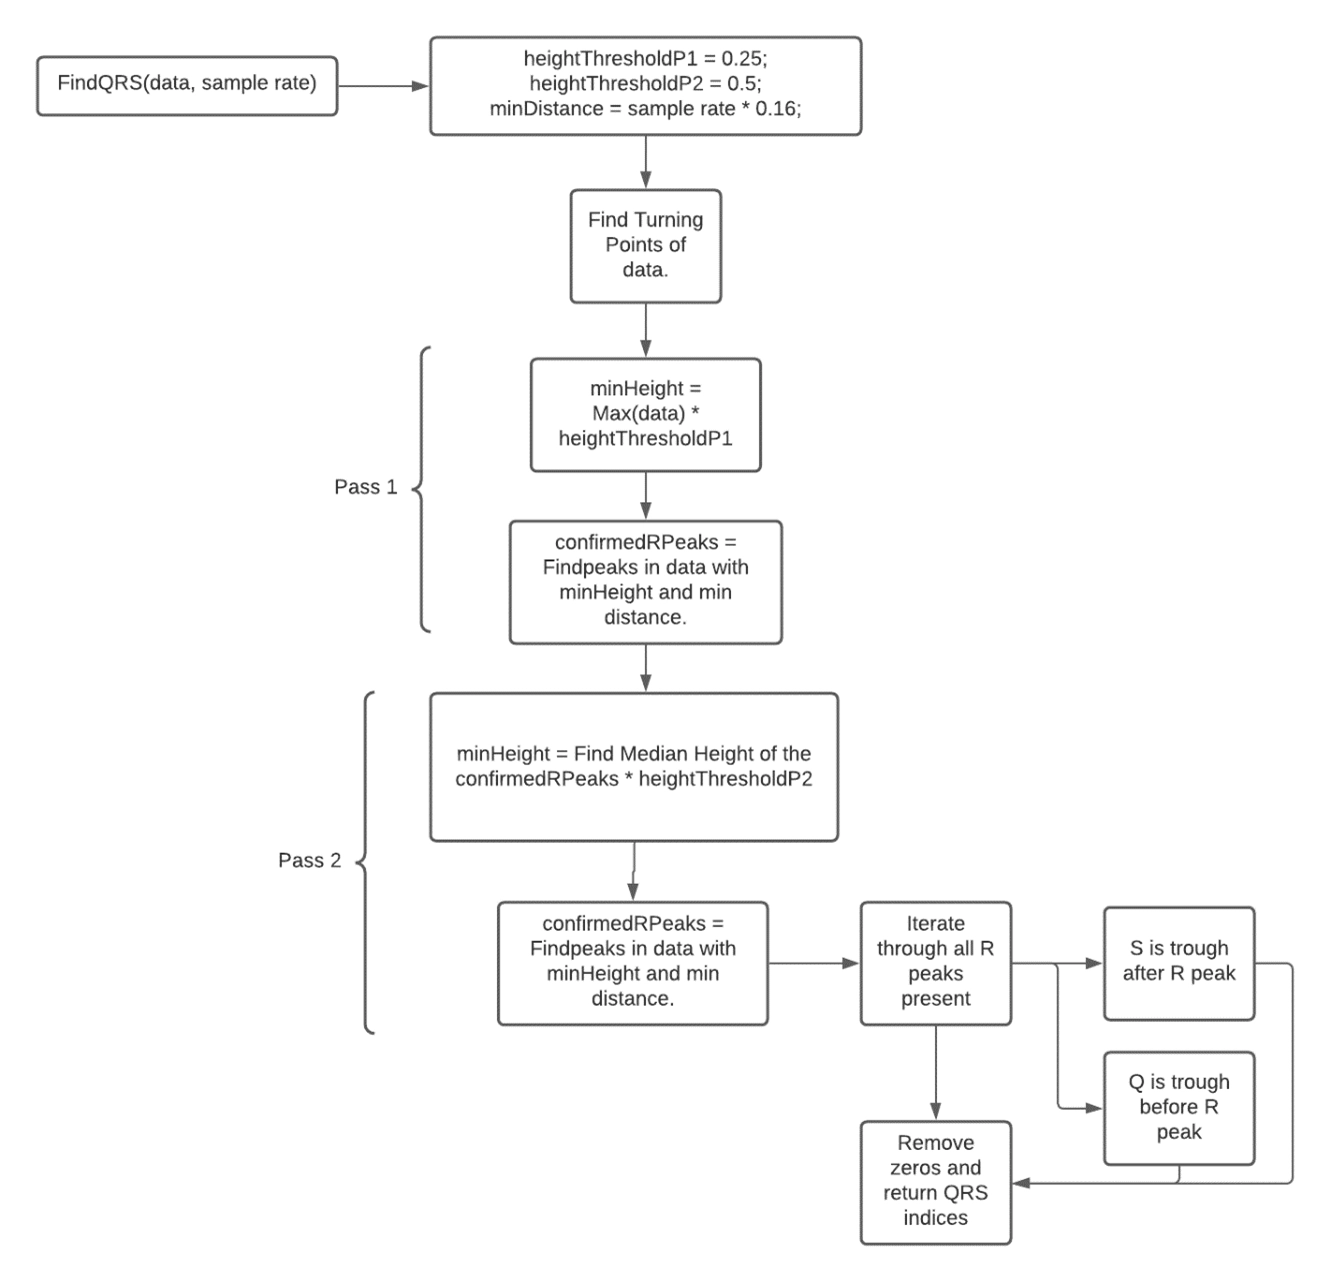 FindQRS(data, sample rate)
heightThresholdP1 = 0.25;
heightThresholdP2 = 0.5;
minDistance = sample rate * 0.16;
Find Turning
Points of
data.
Pass 1
minHeight =
Max(data) *
heightThresholdP1
confirmedRPeaks =
Findpeaks in data with
minHeight and min
distance.
Pass 2
minHeight = Find Median Height of the
confirmedRPeaks * heightThresholdP2
confirmedRPeaks =
Findpeaks in data with
minHeight and min
distance.
Iterate
through all R
peaks
present
S is trough
after R peak
Q is trough
before R
peak
Remove
zeros and
return QRS
indices